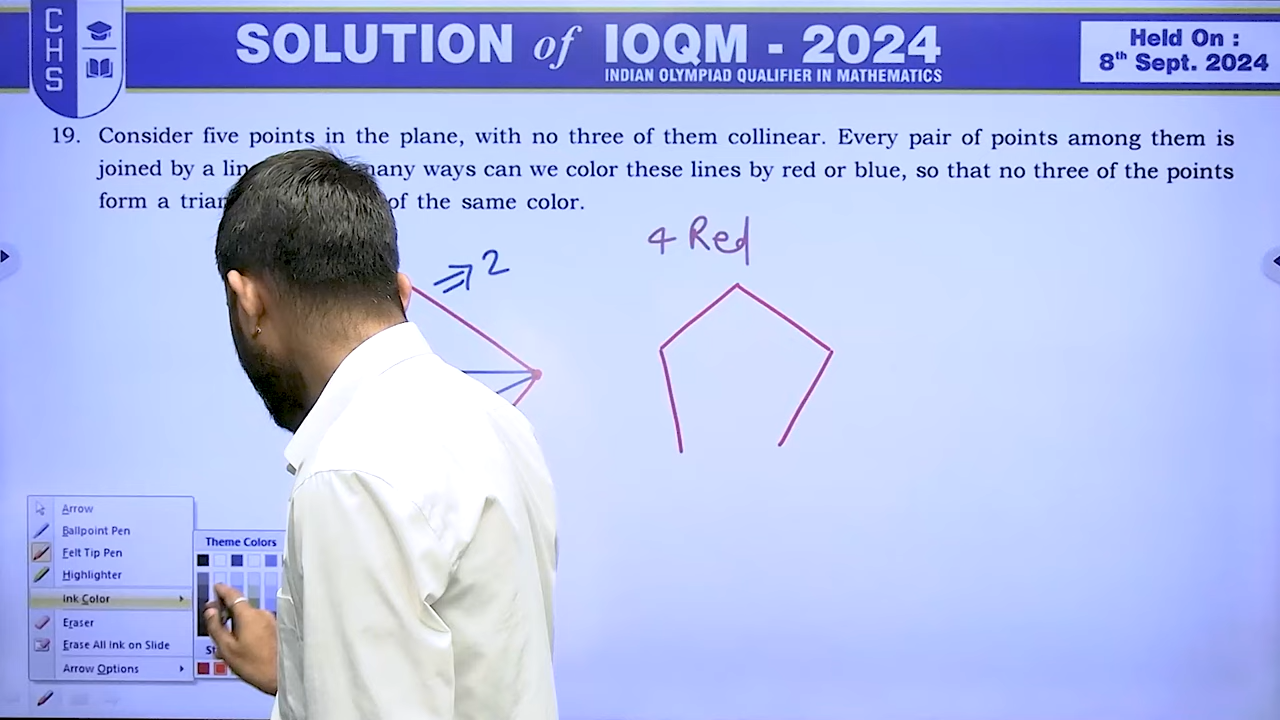 CHS
SOLUTION of IOQM - 2024
INDIAN OLYMPIAD QUALIFIER IN MATHEMATICS
Held On :
8th Sept. 2024
19. Consider five points in the plane, with no three of them collinear. Every pair of points among them is
joined by a many ways can we color these lines by red or blue, so that no three of the points
form a of the same color.
⇒ 2
4 Red
Arrow
Ballpoint Pen
Felt Tip Pen
Highlighter
Ink Color
Eraser
Erase All Ink on Slide
Arrow Options
Theme Colors